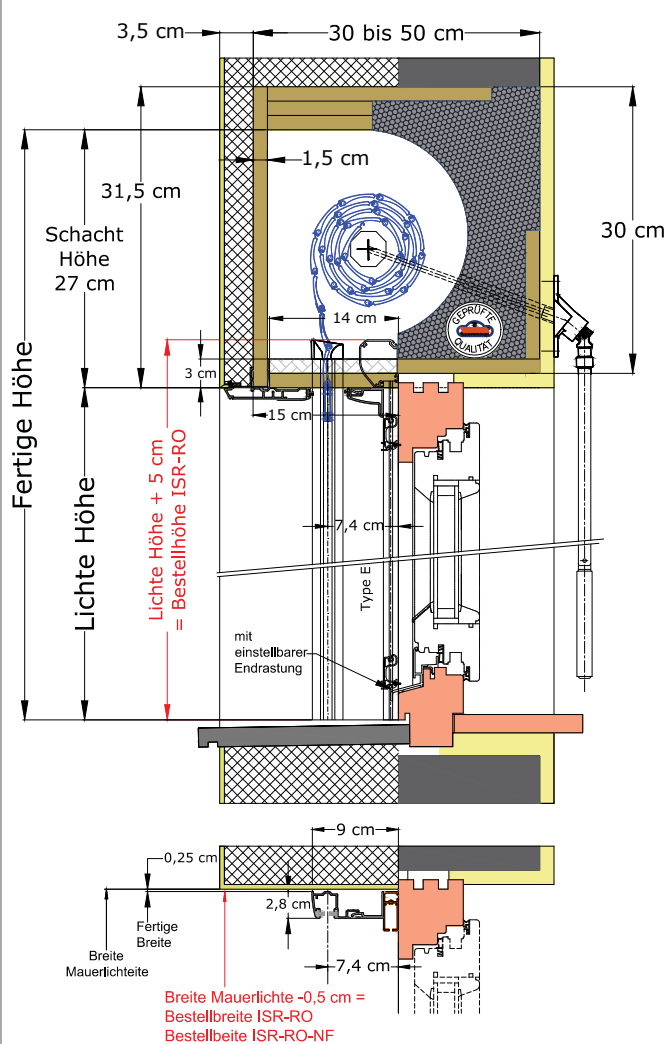 3,5 cm
30 bis 50 cm
1,5 cm
31,5 cm
Schacht
Höhe
27 cm
30 cm
14 cm
GEPRÜFTE
QUALITÄT
3 cm
15 cm
Fertige Höhe
Lichte Höhe
Lichte Höhe + 5 cm
= Bestellhöhe ISR-RO
7,4 cm
Type E
mit
einstellbarer
Endrastung
9 cm
0,25 cm
2,8 cm
Fertige
Breite
Breite
Mauerlichteite
7,4 cm
Breite Mauerlichte -0,5 cm =
Bestellbreite ISR-RO
Bestellbeite ISR-RO-NF